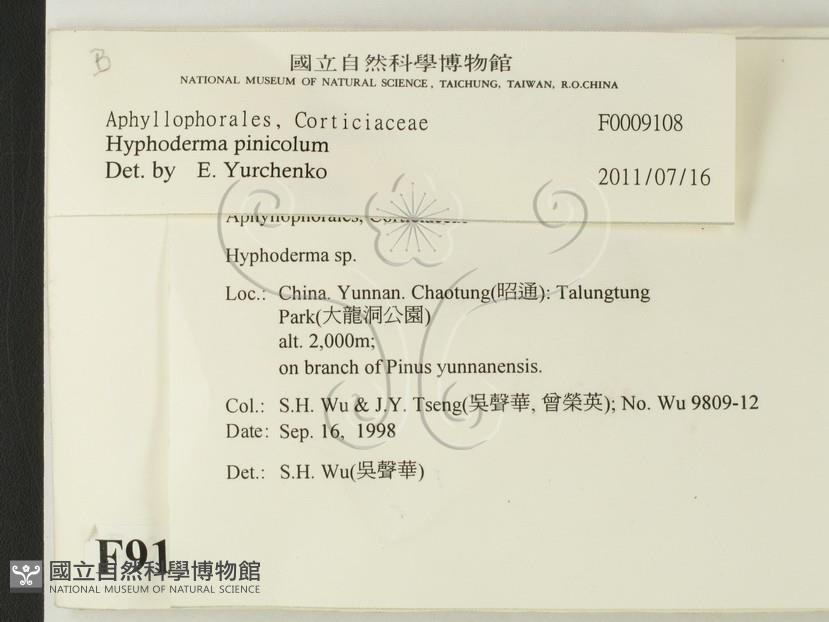 B
國立自然科學博物館
NATIONAL MUSEUM OF NATURAL SCIENCE, TAICHUNG, TAIWAN, R.O.CHINA
Aphyllophorales, Corticiaceae F0009108
Hyphoderma pinicolum
Det. by E. Yurchenko 2011/07/16
Aphyllophorales, Corticiaceae
Hyphoderma sp.
Loc.: China. Yunnan. Chaotung(昭通): Talungtung
Park(大龍洞公園)
alt. 2,000m;
on branch of Pinus yunnanensis.
Col.: S.H. Wu & J.Y. Tseng(吳聲華, 曾榮英); No. Wu 9809-12
Date: Sep. 16, 1998
Det.: S.H. Wu(吳聲華)
F91
國立自然科學博物館
NATIONAL MUSEUM OF NATURAL SCIENCE